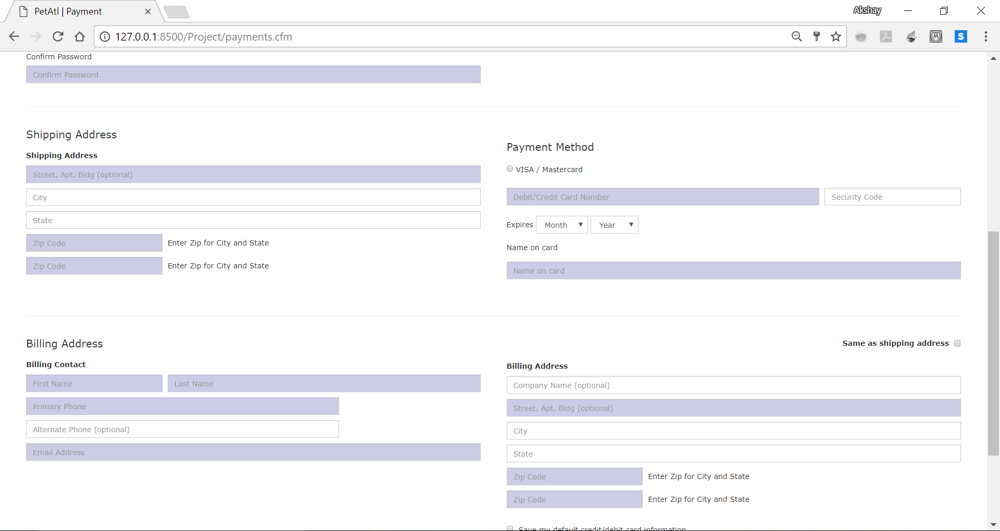 PetAtl | Payment
Akshay
127.0.0.1:8500/Project/payments.cfm
Confirm Password
Confirm Password
Shipping Address
Shipping Address
Street, Apt, Bldg (optional)
City
State
Zip Code Enter Zip for City and State
Zip Code Enter Zip for City and State
Payment Method
VISA / Mastercard
Debit/Credit Card Number Security Code
Expires Month Year
Name on card
Name on card
Billing Address
Billing Contact
First Name Last Name
Primary Phone
Alternate Phone (optional)
Email Address
Same as shipping address
Billing Address
Company Name (optional)
Street, Apt, Bldg (optional)
City
State
Zip Code Enter Zip for City and State
Zip Code Enter Zip for City and State
Save my default credit/debit card information
M
S